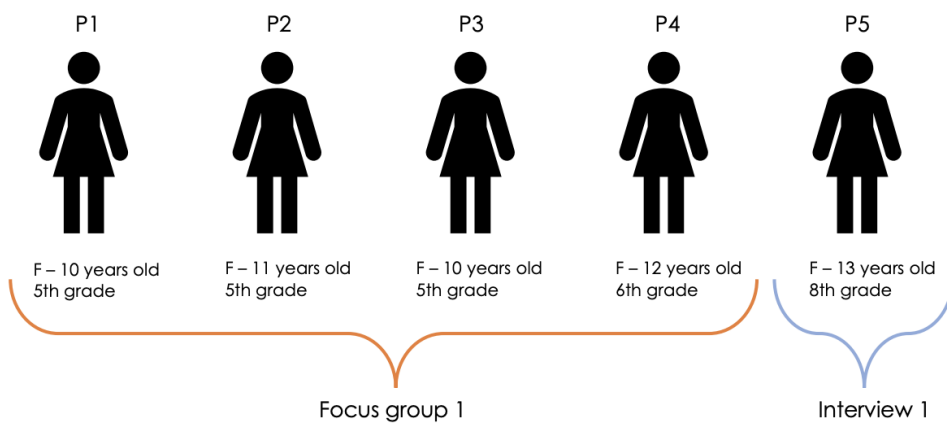 P1
P2
P3
P4
P5
F – 10 years old
5th grade
F – 11 years old
5th grade
F – 10 years old
5th grade
F – 12 years old
6th grade
F – 13 years old
8th grade
Focus group 1
Interview 1